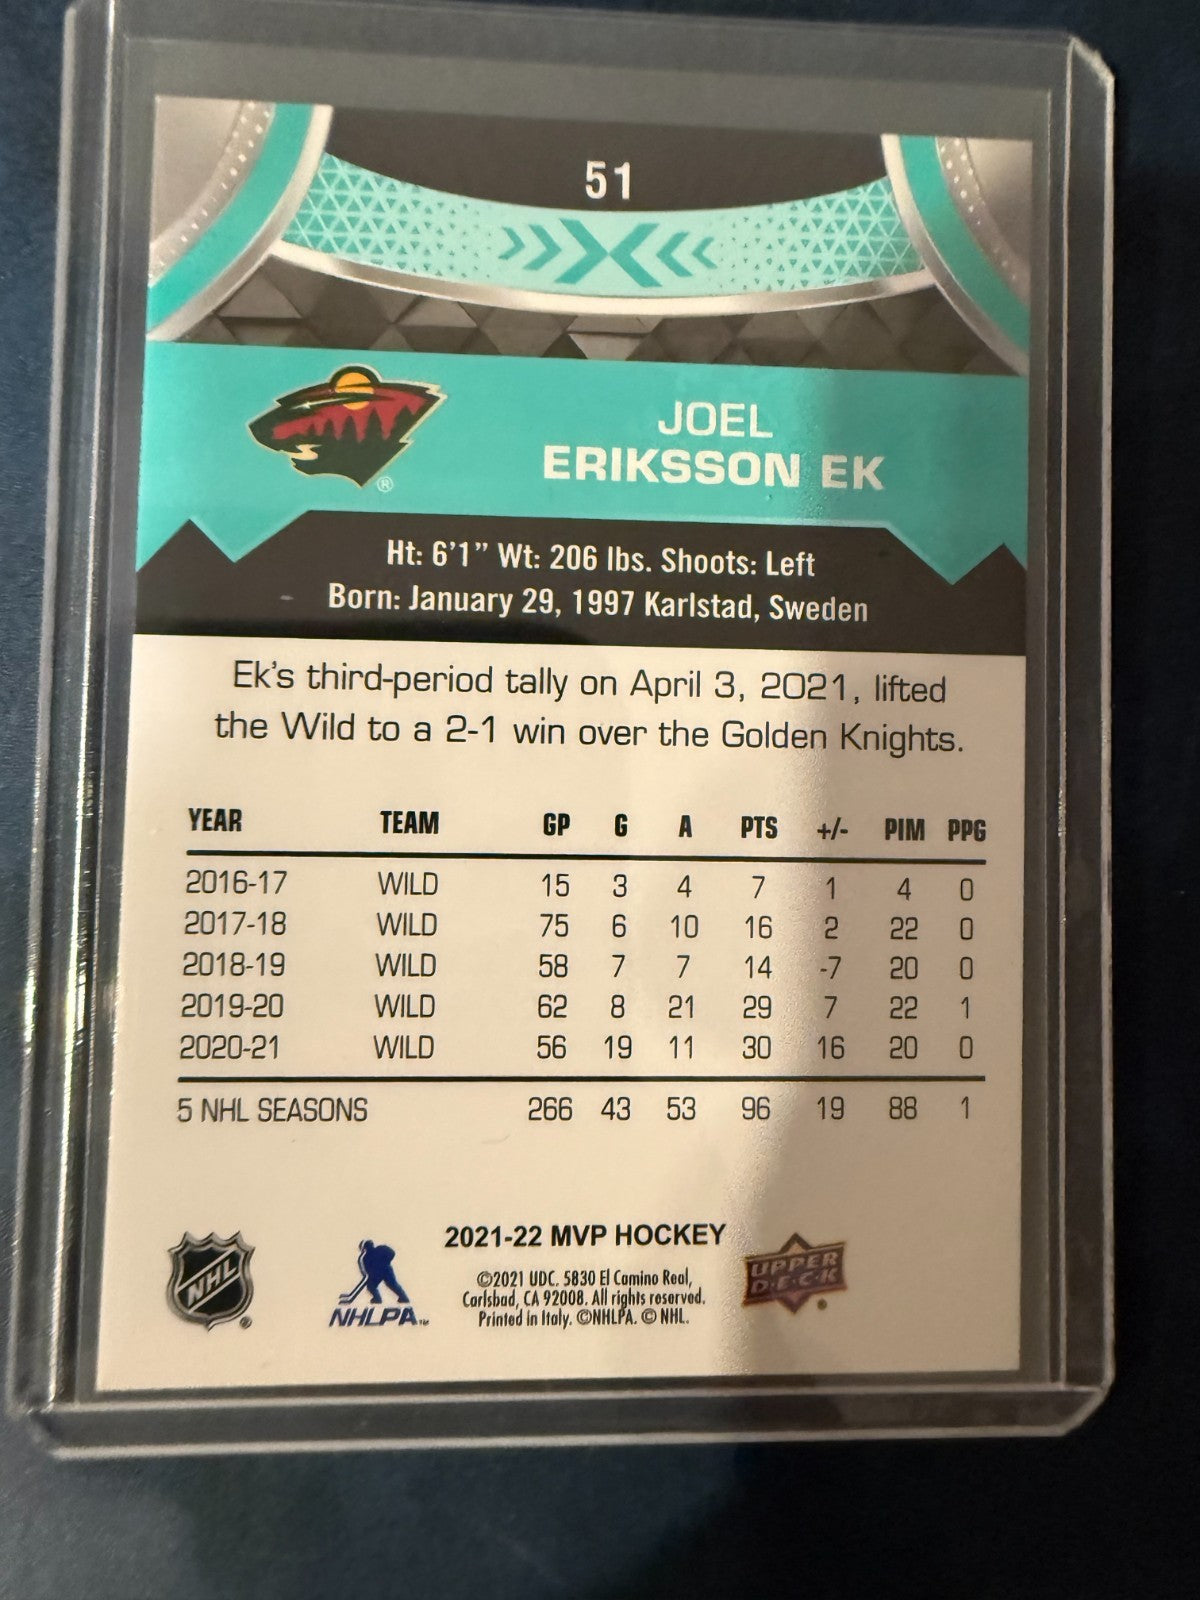 51
JOEL
ERIKSSON EK
®
Ht: 6'1" Wt: 206 lbs. Shoots: Left
Born: January 29, 1997 Karlstad, Sweden
Ek's third-period tally on April 3, 2021, lifted
the Wild to a 2-1 win over the Golden Knights.
YEAR TEAM GP G A PTS +/- PIM PPG
2016-17 WILD 15 3 4 7 1 4 0
2017-18 WILD 75 6 10 16 2 22 0
2018-19 WILD 58 7 7 14 -7 20 0
2019-20 WILD 62 8 21 29 7 22 1
2020-21 WILD 56 19 11 30 16 20 0
5 NHL SEASONS 266 43 53 96 19 88 1
NHL ®
NHLPA™
2021-22 MVP HOCKEY
©2021 UDC. 5830 El Camino Real,
Carlsbad, CA 92008. All rights reserved.
Printed in Italy. ©NHLPA. © NHL.
UPPER
D·E·C·K ®